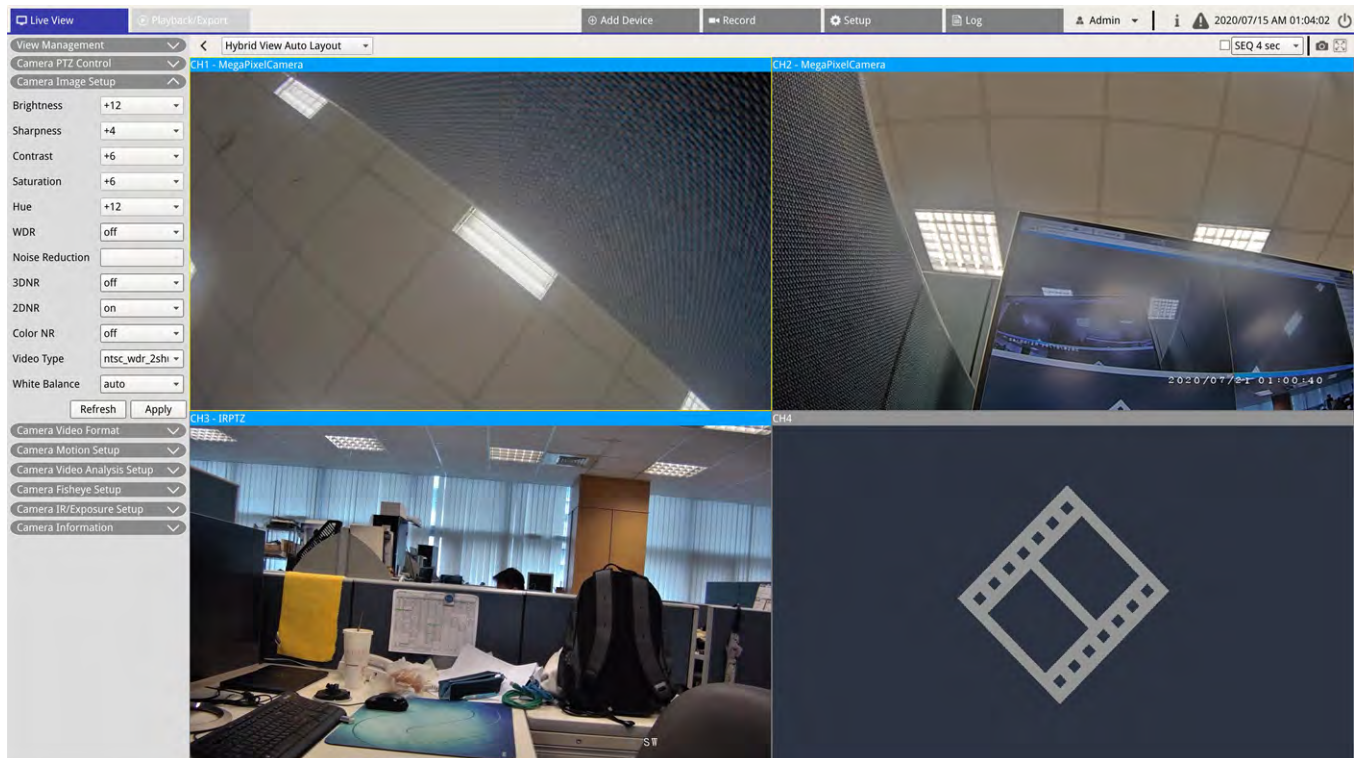 Live View
Playback/Export
Add Device
Record
Setup
Log
Admin
i
2020/07/15 AM 01:04:02
View Management
Hybrid View Auto Layout
SEQ 4 sec
Camera PTZ Control
Camera Image Setup
Brightness +12
Sharpness +4
Contrast +6
Saturation +6
Hue +12
WDR off
Noise Reduction
3DNR off
2DNR on
Color NR off
Video Type ntsc_wdr_2sh
White Balance auto
Refresh Apply
Camera Video Format
Camera Motion Setup
Camera Video Analysis Setup
Camera Fisheye Setup
Camera IR/Exposure Setup
Camera Information
CH1 - MegaPixelCamera
CH2 - MegaPixelCamera
2020/07/21 01:00:40
CH3 - IRPTZ
SW
CH4